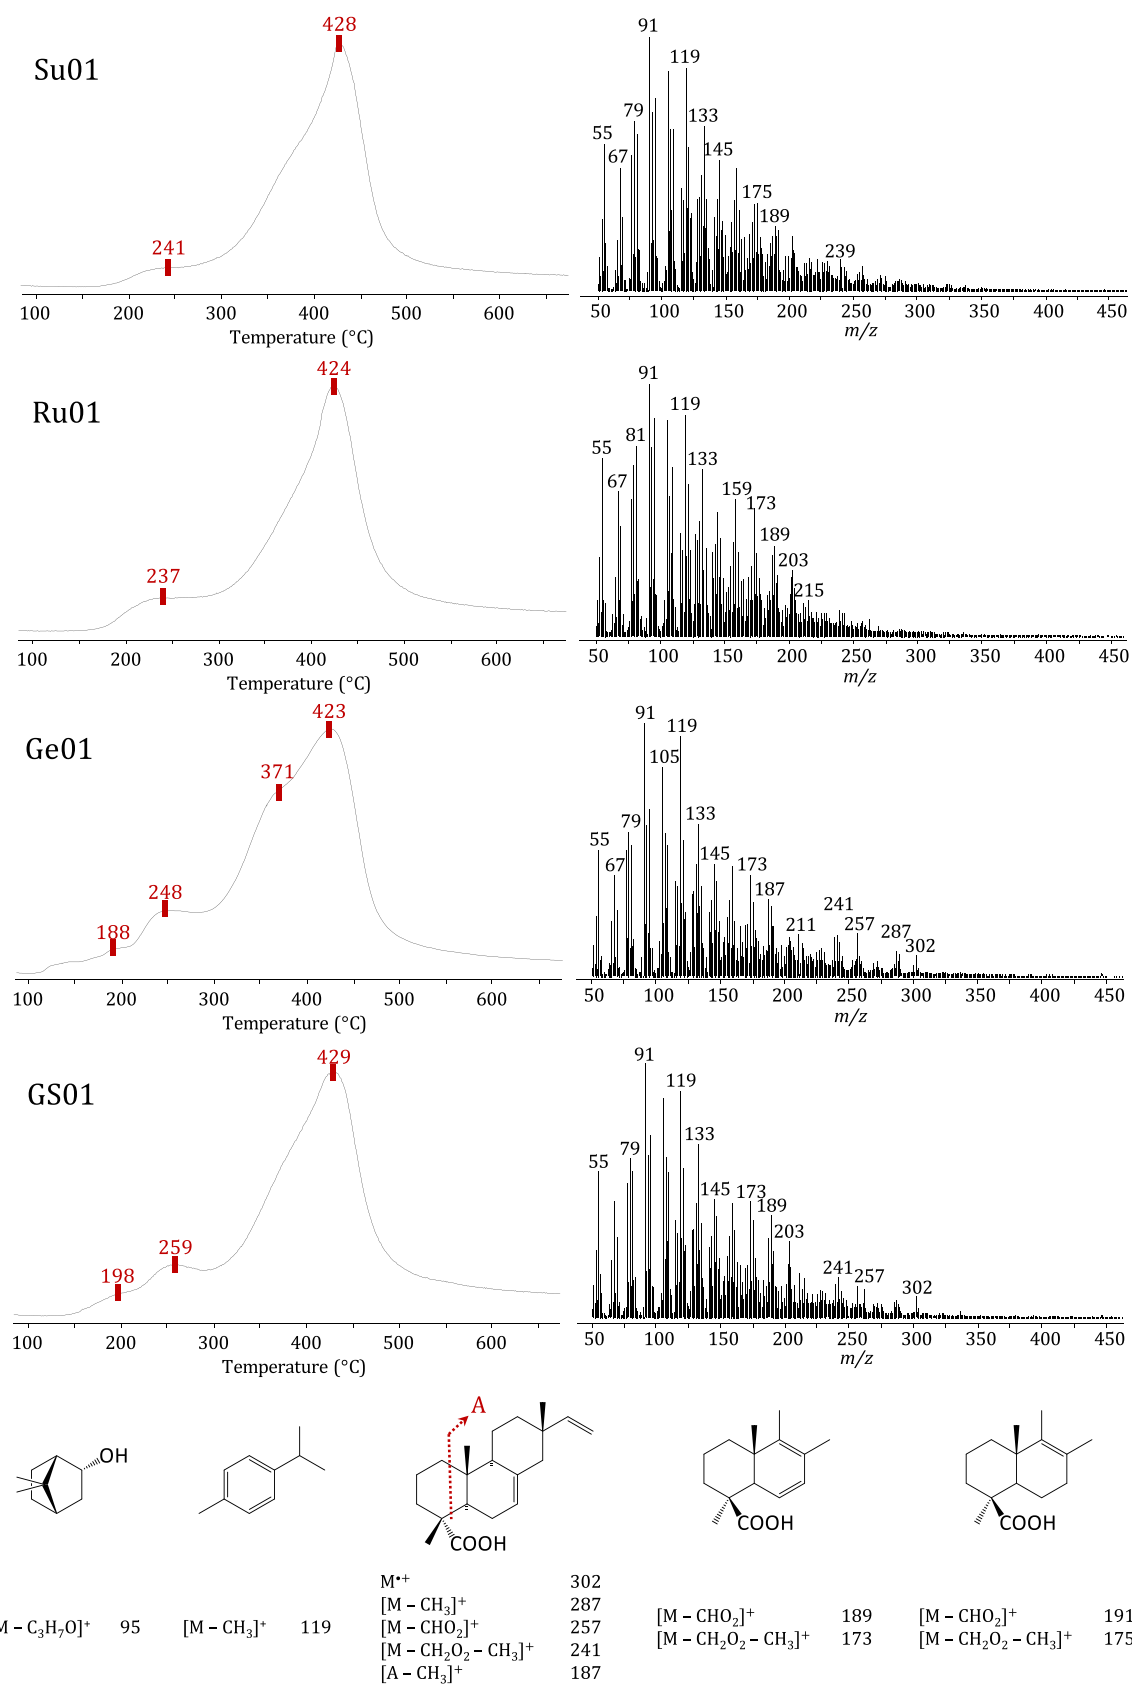 Su01
428
241
100 200 300 400 500 600
Temperature (°C)
91
119
79
133
55
67
145
175
189
239
50 100 150 200 250 300 350 400 450
m/z
Ru01
424
237
100 200 300 400 500 600
Temperature (°C)
91
119
81
55
133
67
159
173
189
203
215
50 100 150 200 250 300 350 400 450
m/z
Ge01
423
371
248
188
100 200 300 400 500 600
Temperature (°C)
91
119
105
133
79
55
67
145
173
187
211
241
257
287
302
50 100 150 200 250 300 350 400 450
m/z
GS01
429
259
198
100 200 300 400 500 600
Temperature (°C)
91
119
133
79
55
145
173
189
203
241
257
302
50 100 150 200 250 300 350 400 450
m/z
OH
A
COOH
COOH
COOH
M – C₃H₇O]⁺ 95
[M – CH₃]⁺ 119
M•⁺ 302
[M – CH₃]⁺ 287
[M – CHO₂]⁺ 257
[M – CH₂O₂ – CH₃]⁺ 241
[A – CH₃]⁺ 187
[M – CHO₂]⁺ 189
[M – CH₂O₂ – CH₃]⁺ 173
[M – CHO₂]⁺ 191
[M – CH₂O₂ – CH₃]⁺ 175